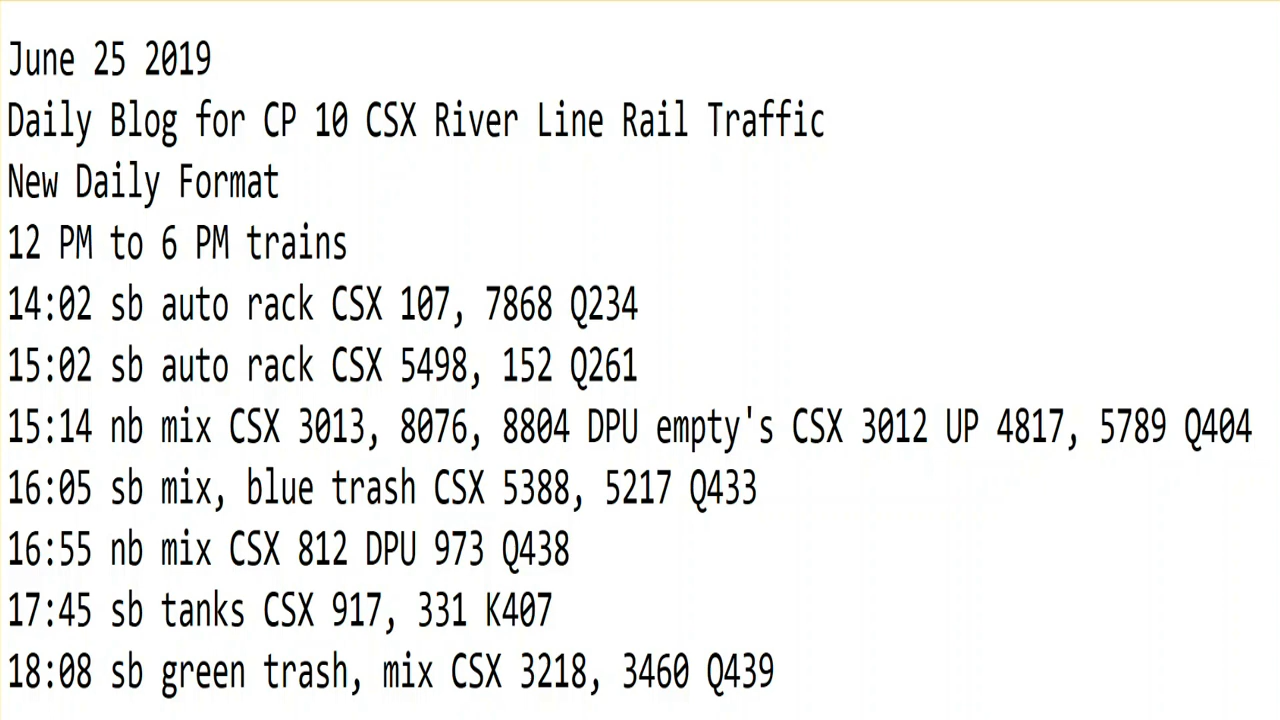 June 25 2019
Daily Blog for CP 10 CSX River Line Rail Traffic
New Daily Format
12 PM to 6 PM trains
14:02 sb auto rack CSX 107, 7868 Q234
15:02 sb auto rack CSX 5498, 152 Q261
15:14 nb mix CSX 3013, 8076, 8804 DPU empty's CSX 3012 UP 4817, 5789 Q404
16:05 sb mix, blue trash CSX 5388, 5217 Q433
16:55 nb mix CSX 812 DPU 973 Q438
17:45 sb tanks CSX 917, 331 K407
18:08 sb green trash, mix CSX 3218, 3460 Q439